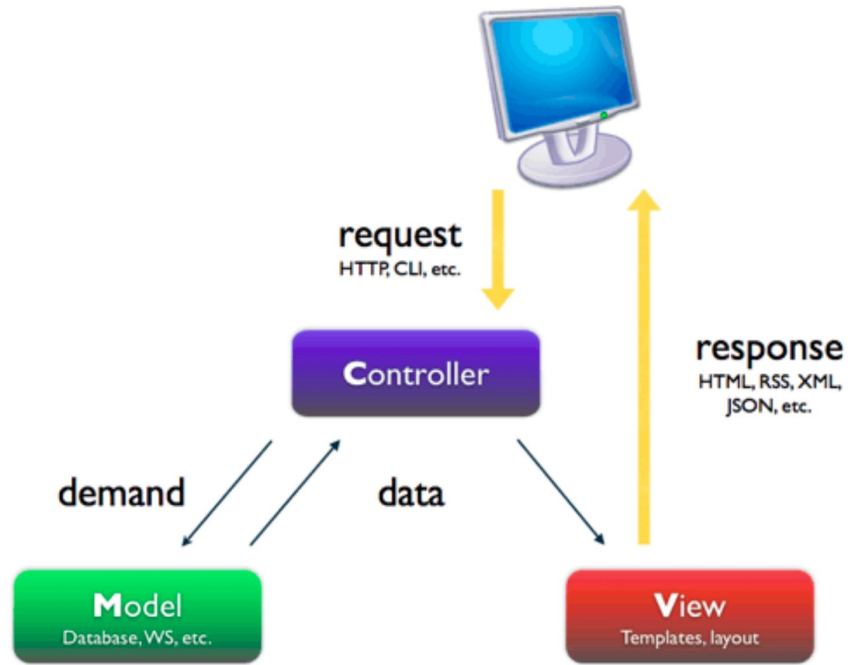 request
HTTP, CLI, etc.
Controller
response
HTML, RSS, XML,
JSON, etc.
demand
data
Model
Database, WS, etc.
View
Templates, layout